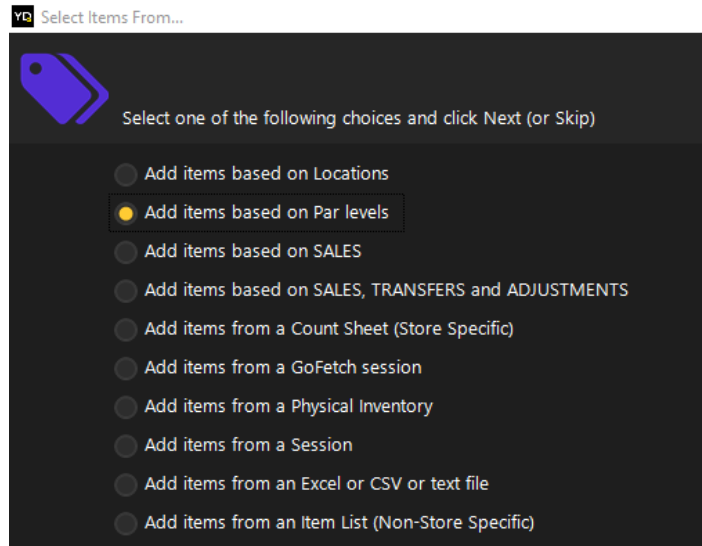 YD Select Items From...
Select one of the following choices and click Next (or Skip)
Add items based on Locations
Add items based on Par levels
Add items based on SALES
Add items based on SALES, TRANSFERS and ADJUSTMENTS
Add items from a Count Sheet (Store Specific)
Add items from a GoFetch session
Add items from a Physical Inventory
Add items from a Session
Add items from an Excel or CSV or text file
Add items from an Item List (Non-Store Specific)